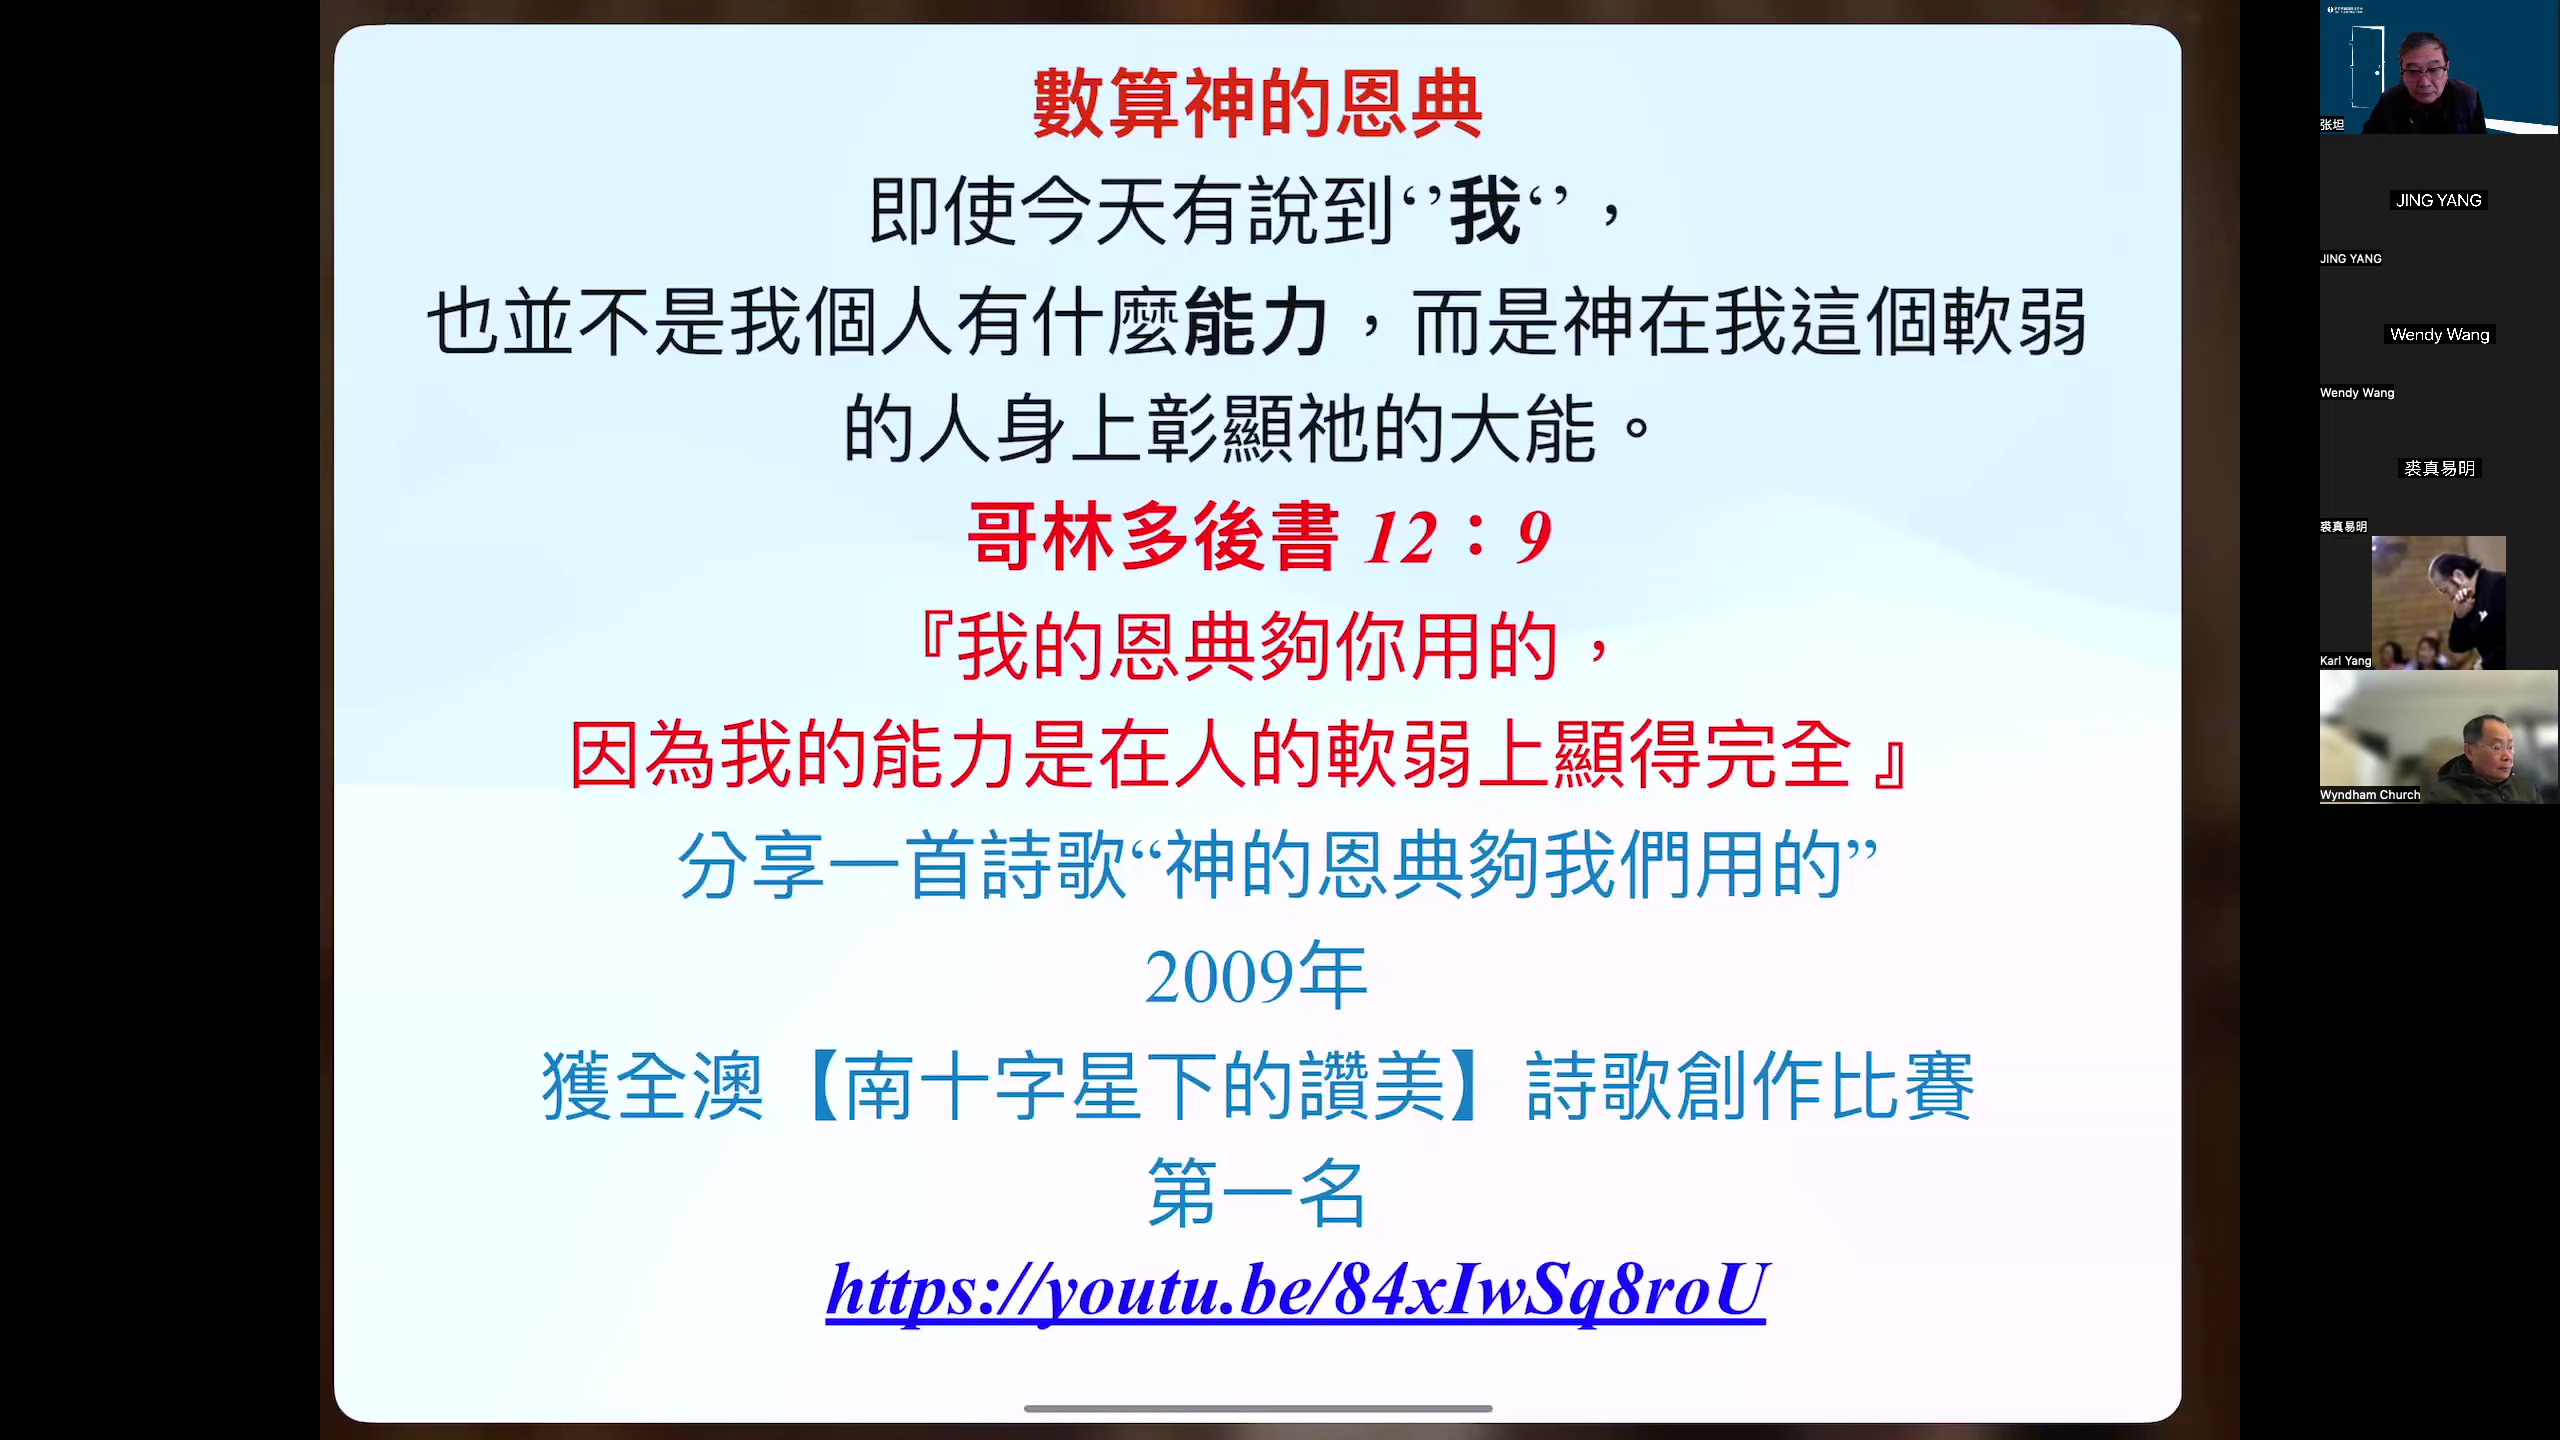 數算神的恩典
即使今天有說到‘’我‘’，
也並不是我個人有什麼能力，而是神在我這個軟弱
的人身上彰顯祂的大能。
哥林多後書 12：9
『我的恩典夠你用的，
因為我的能力是在人的軟弱上顯得完全 』
分享一首詩歌“神的恩典夠我們用的”
2009年
獲全澳【南十字星下的讚美】詩歌創作比賽
第一名
https://youtu.be/84xIwSq8roU
张坦
JING YANG
JING YANG
Wendy Wang
Wendy Wang
裘真易明
裘真易明
Karl Yang
Wyndham Church